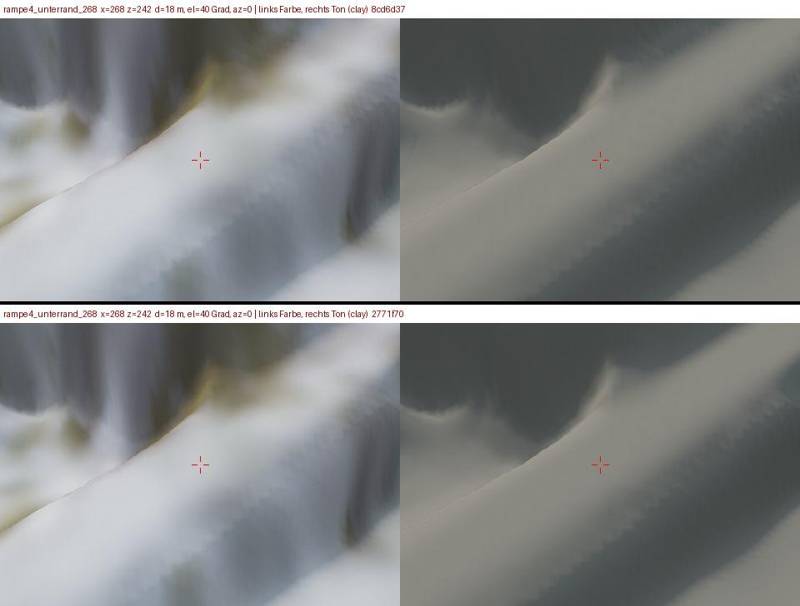 rampe4_unterrand_268 x=268 z=242 d=18 m, el=40 Grad, az=0 | links Farbe, rechts Ton (clay) 8cd6d37
rampe4_unterrand_268 x=268 z=242 d=18 m, el=40 Grad, az=0 | links Farbe, rechts Ton (clay) 2771f70